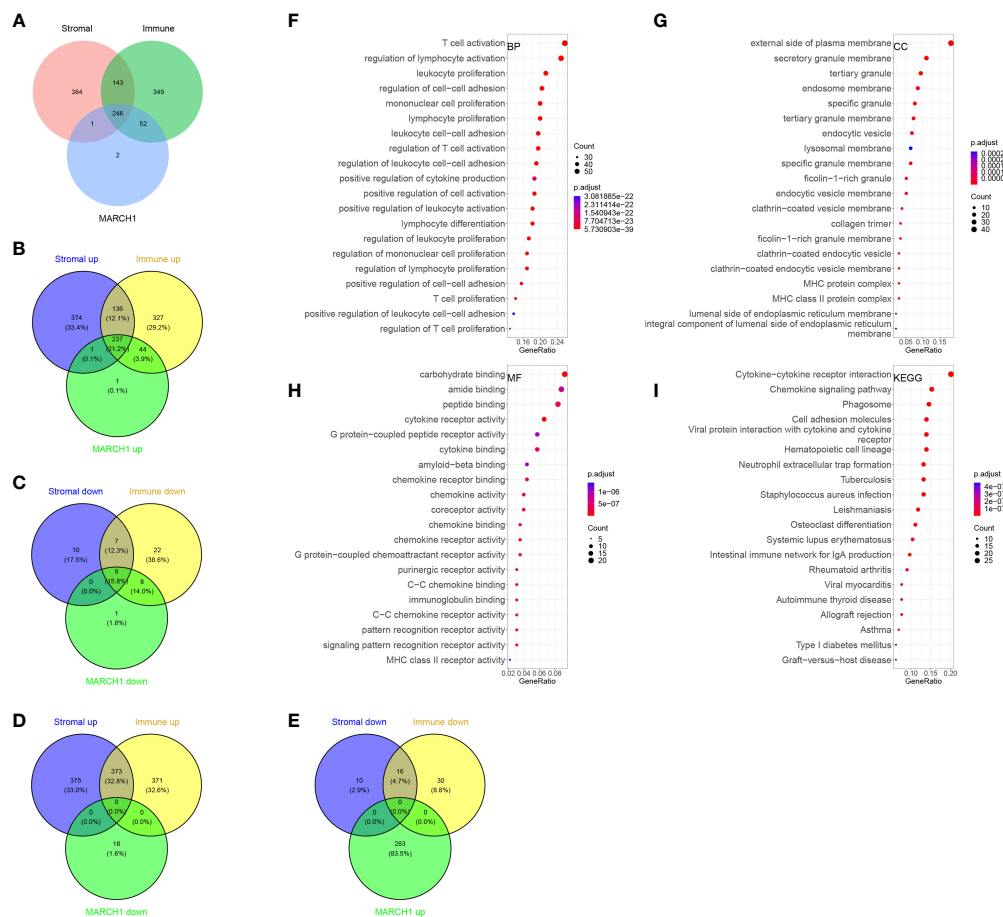 A
Stromal
Immune
384
143
349
246
1
52
2
MARCH1
B
Stromal up
Immune up
374
(33.4%)
136
(12.1%)
327
(29.2%)
237
(21.2%)
1
(0.1%)
44
(3.9%)
1
(0.1%)
MARCH1 up
C
Stromal down
Immune down
10
(17.5%)
7
(12.3%)
22
(38.6%)
9
(15.8%)
0
(0.0%)
8
(14.0%)
1
(1.8%)
MARCH1 down
D
Stromal up
Immune up
375
(33.0%)
373
(32.8%)
371
(32.6%)
0
(0.0%)
0
(0.0%)
0
(0.0%)
18
(1.6%)
MARCH1 down
E
Stromal down
Immune down
10
(2.9%)
16
(4.7%)
30
(8.8%)
0
(0.0%)
0
(0.0%)
0
(0.0%)
283
(83.5%)
MARCH1 up
F
BP
T cell activation
regulation of lymphocyte activation
leukocyte proliferation
regulation of cell−cell adhesion
mononuclear cell proliferation
lymphocyte proliferation
leukocyte cell−cell adhesion
regulation of T cell activation
regulation of leukocyte cell−cell adhesion
positive regulation of cytokine production
positive regulation of cell activation
positive regulation of leukocyte activation
lymphocyte differentiation
regulation of leukocyte proliferation
regulation of mononuclear cell proliferation
regulation of lymphocyte proliferation
positive regulation of cell−cell adhesion
T cell proliferation
positive regulation of leukocyte cell−cell adhesion
regulation of T cell proliferation
0.16 0.20 0.24
GeneRatio
Count
30
40
50
p.adjust
3.081885e−22
2.311414e−22
1.540943e−22
7.704713e−23
5.730903e−39
G
CC
external side of plasma membrane
secretory granule membrane
tertiary granule
endosome membrane
specific granule
tertiary granule membrane
endocytic vesicle
lysosomal membrane
specific granule membrane
ficolin−1−rich granule
endocytic vesicle membrane
clathrin−coated vesicle membrane
collagen trimer
ficolin−1−rich granule membrane
clathrin−coated endocytic vesicle
clathrin−coated endocytic vesicle membrane
MHC protein complex
MHC class II protein complex
lumenal side of endoplasmic reticulum membrane
integral component of lumenal side of endoplasmic reticulum
membrane
0.05 0.10 0.15
GeneRatio
p.adjust
0.0002
0.0001
0.0001
0.0000
Count
10
20
30
40
H
MF
carbohydrate binding
amide binding
peptide binding
cytokine receptor activity
G protein−coupled peptide receptor activity
cytokine binding
amyloid−beta binding
chemokine receptor binding
chemokine activity
coreceptor activity
chemokine binding
chemokine receptor activity
G protein−coupled chemoattractant receptor activity
purinergic receptor activity
C−C chemokine binding
immunoglobulin binding
C−C chemokine receptor activity
pattern recognition receptor activity
signaling pattern recognition receptor activity
MHC class II receptor activity
0.02 0.04 0.06 0.08
GeneRatio
p.adjust
1e−06
5e−07
Count
5
10
15
20
I
KEGG
Cytokine−cytokine receptor interaction
Chemokine signaling pathway
Phagosome
Cell adhesion molecules
Viral protein interaction with cytokine and cytokine
receptor
Hematopoietic cell lineage
Neutrophil extracellular trap formation
Tuberculosis
Staphylococcus aureus infection
Leishmaniasis
Osteoclast differentiation
Systemic lupus erythematosus
Intestinal immune network for IgA production
Rheumatoid arthritis
Viral myocarditis
Autoimmune thyroid disease
Allograft rejection
Asthma
Type I diabetes mellitus
Graft−versus−host disease
0.10 0.15 0.20
GeneRatio
p.adjust
4e−07
3e−07
2e−07
1e−07
Count
10
15
20
25